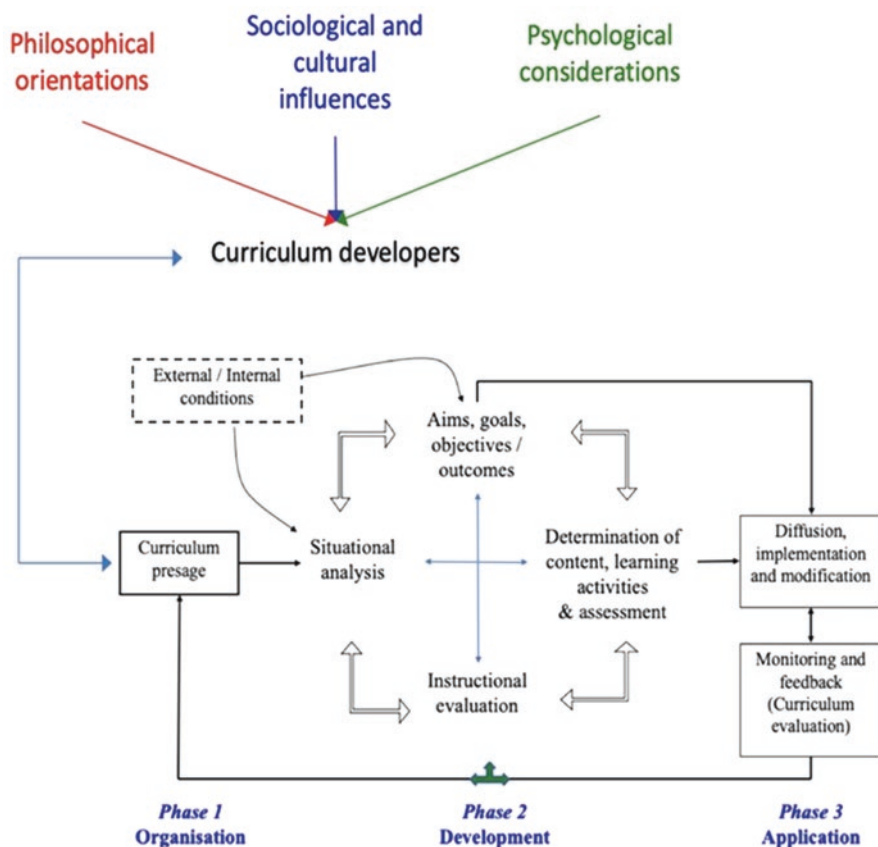 Philosophical
orientations
Sociological and
cultural
influences
Psychological
considerations
Curriculum developers
External / Internal
conditions
Aims, goals,
objectives /
outcomes
Curriculum
presage
Situational
analysis
Determination of
content, learning
activities
& assessment
Diffusion,
implementation
and modification
Instructional
evaluation
Monitoring and
feedback
(Curriculum
evaluation)
Phase 1
Organisation
Phase 2
Development
Phase 3
Application